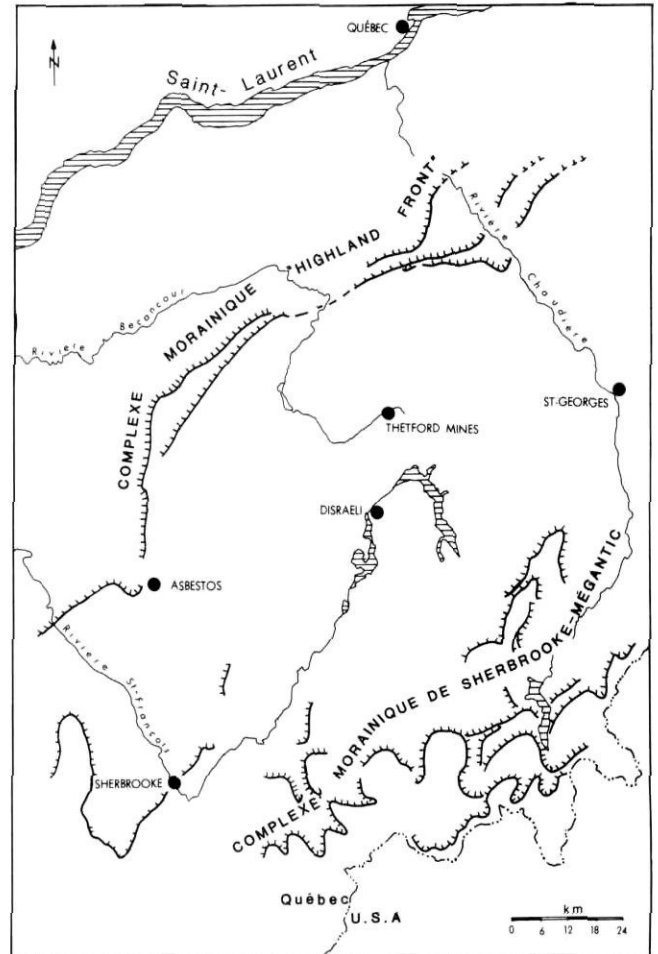 QUÉBEC
N
Saint-Laurent
COMPLEXE MORAINIQUE "HIGHLAND FRONT"
Rivière Chaudière
Rivière Bécancour
ST-GEORGES
THETFORD MINES
DISRAELI
ASBESTOS
Rivière St-François
SHERBROOKE
COMPLEXE MORAINIQUE DE SHERBROOKE-MÉGANTIC
Québec
U.S.A
km
0 6 12 18 24